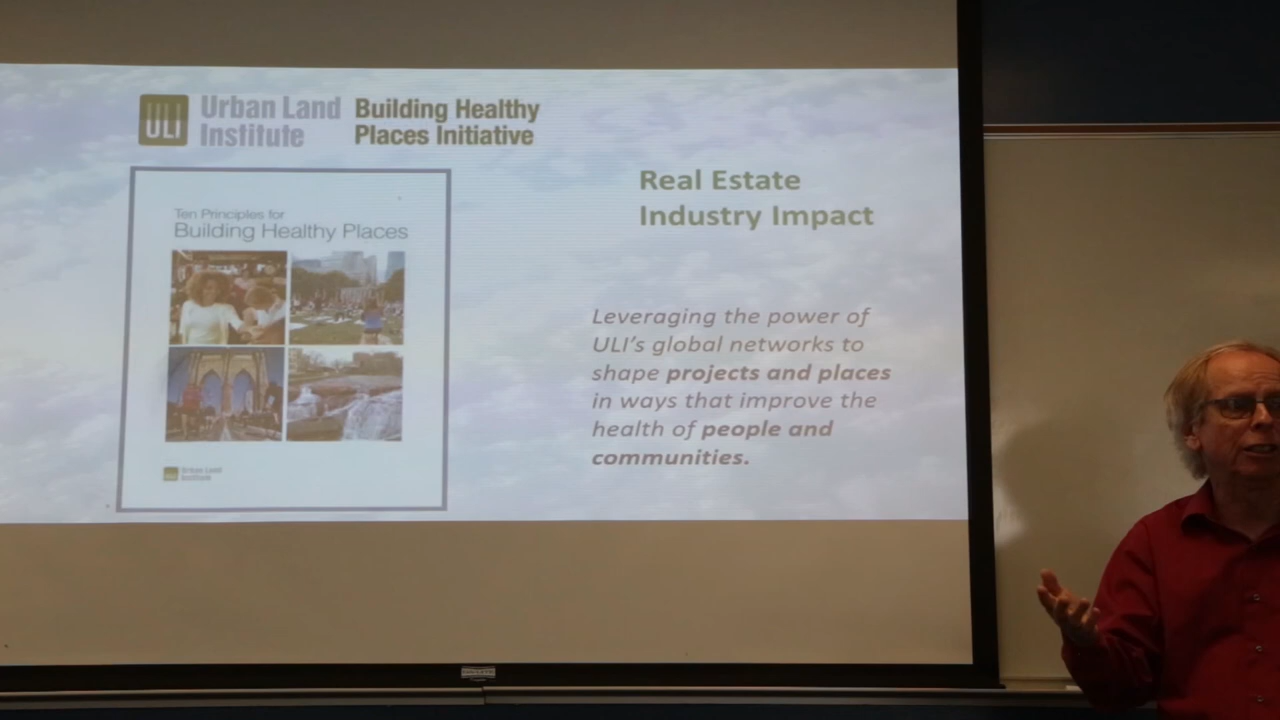 ULI
Urban Land
Institute
Building Healthy
Places Initiative
Ten Principles for
Building Healthy Places
Urban Land
Institute
Real Estate
Industry Impact
Leveraging the power of
ULI's global networks to
shape projects and places
in ways that improve the
health of people and
communities.